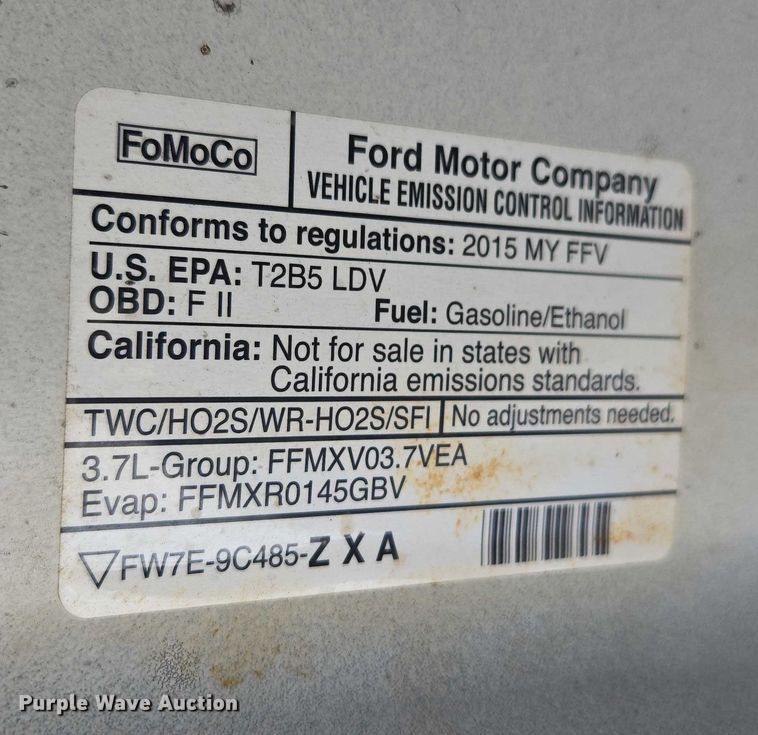 FoMoCo
Ford Motor Company
VEHICLE EMISSION CONTROL INFORMATION
Conforms to regulations: 2015 MY FFV
U.S. EPA: T2B5 LDV
OBD: F II Fuel: Gasoline/Ethanol
California: Not for sale in states with
California emissions standards.
TWC/HO2S/WR-HO2S/SFI No adjustments needed.
3.7L-Group: FFMXV03.7VEA
Evap: FFMXR0145GBV
FW7E-9C485-Z X A
Purple Wave Auction